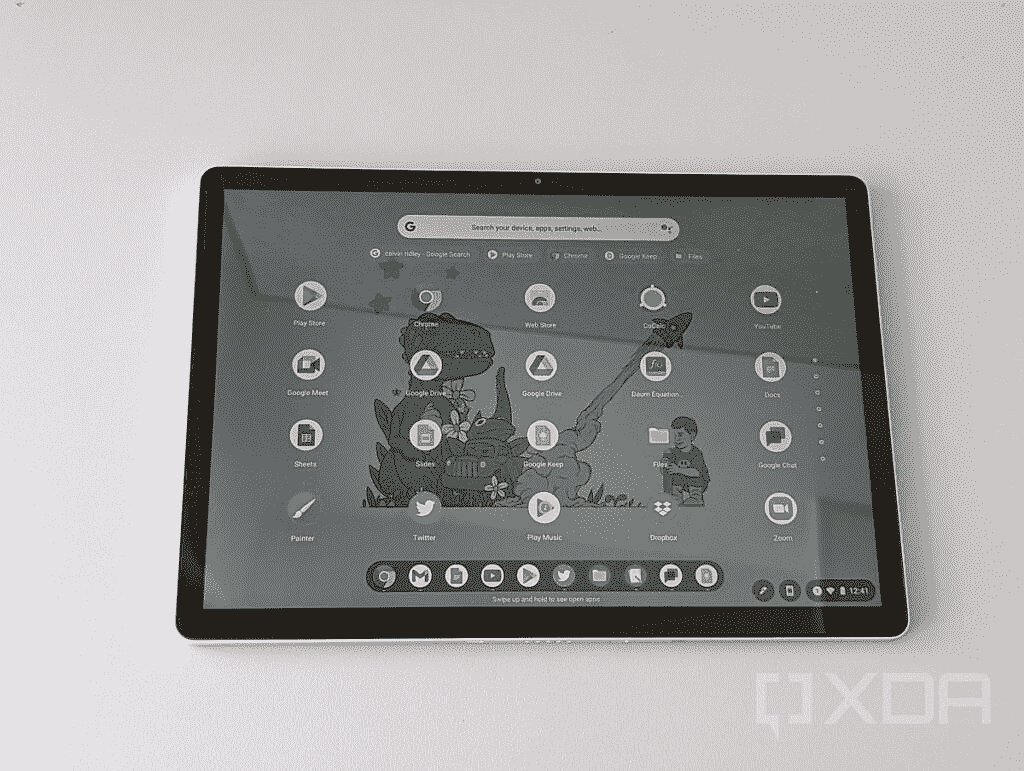 G Search your device, apps, settings, web...
calvin ridley - Google Search Play Store Chrome Google Keep Files
Play Store Chrome Web Store CoCalc YouTube
Google Meet Google Drive Google Drive Daum Equation... Docs
Sheets Slides Google Keep Files Google Chat
Painter Twitter Play Music Dropbox Zoom
Swipe up and hold to see open apps
1 12:41
XDA